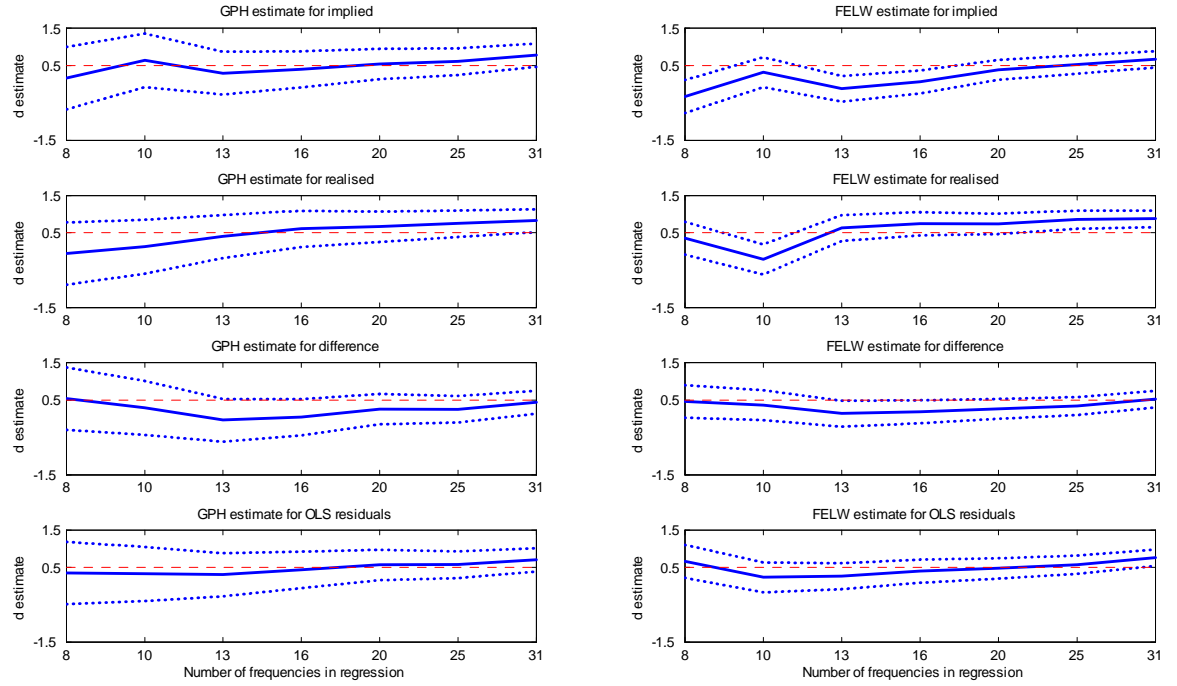 GPH estimate for implied
1.5
0.5
-1.5
d estimate
8 10 13 16 20 25 31
FELW estimate for implied
1.5
0.5
-1.5
d estimate
8 10 13 16 20 25 31
GPH estimate for realised
1.5
0.5
-1.5
d estimate
8 10 13 16 20 25 31
FELW estimate for realised
1.5
0.5
-1.5
d estimate
8 10 13 16 20 25 31
GPH estimate for difference
1.5
0.5
-1.5
d estimate
8 10 13 16 20 25 31
FELW estimate for difference
1.5
0.5
-1.5
d estimate
8 10 13 16 20 25 31
GPH estimate for OLS residuals
1.5
0.5
-1.5
d estimate
8 10 13 16 20 25 31
Number of frequencies in regression
FELW estimate for OLS residuals
1.5
0.5
-1.5
d estimate
8 10 13 16 20 25 31
Number of frequencies in regression